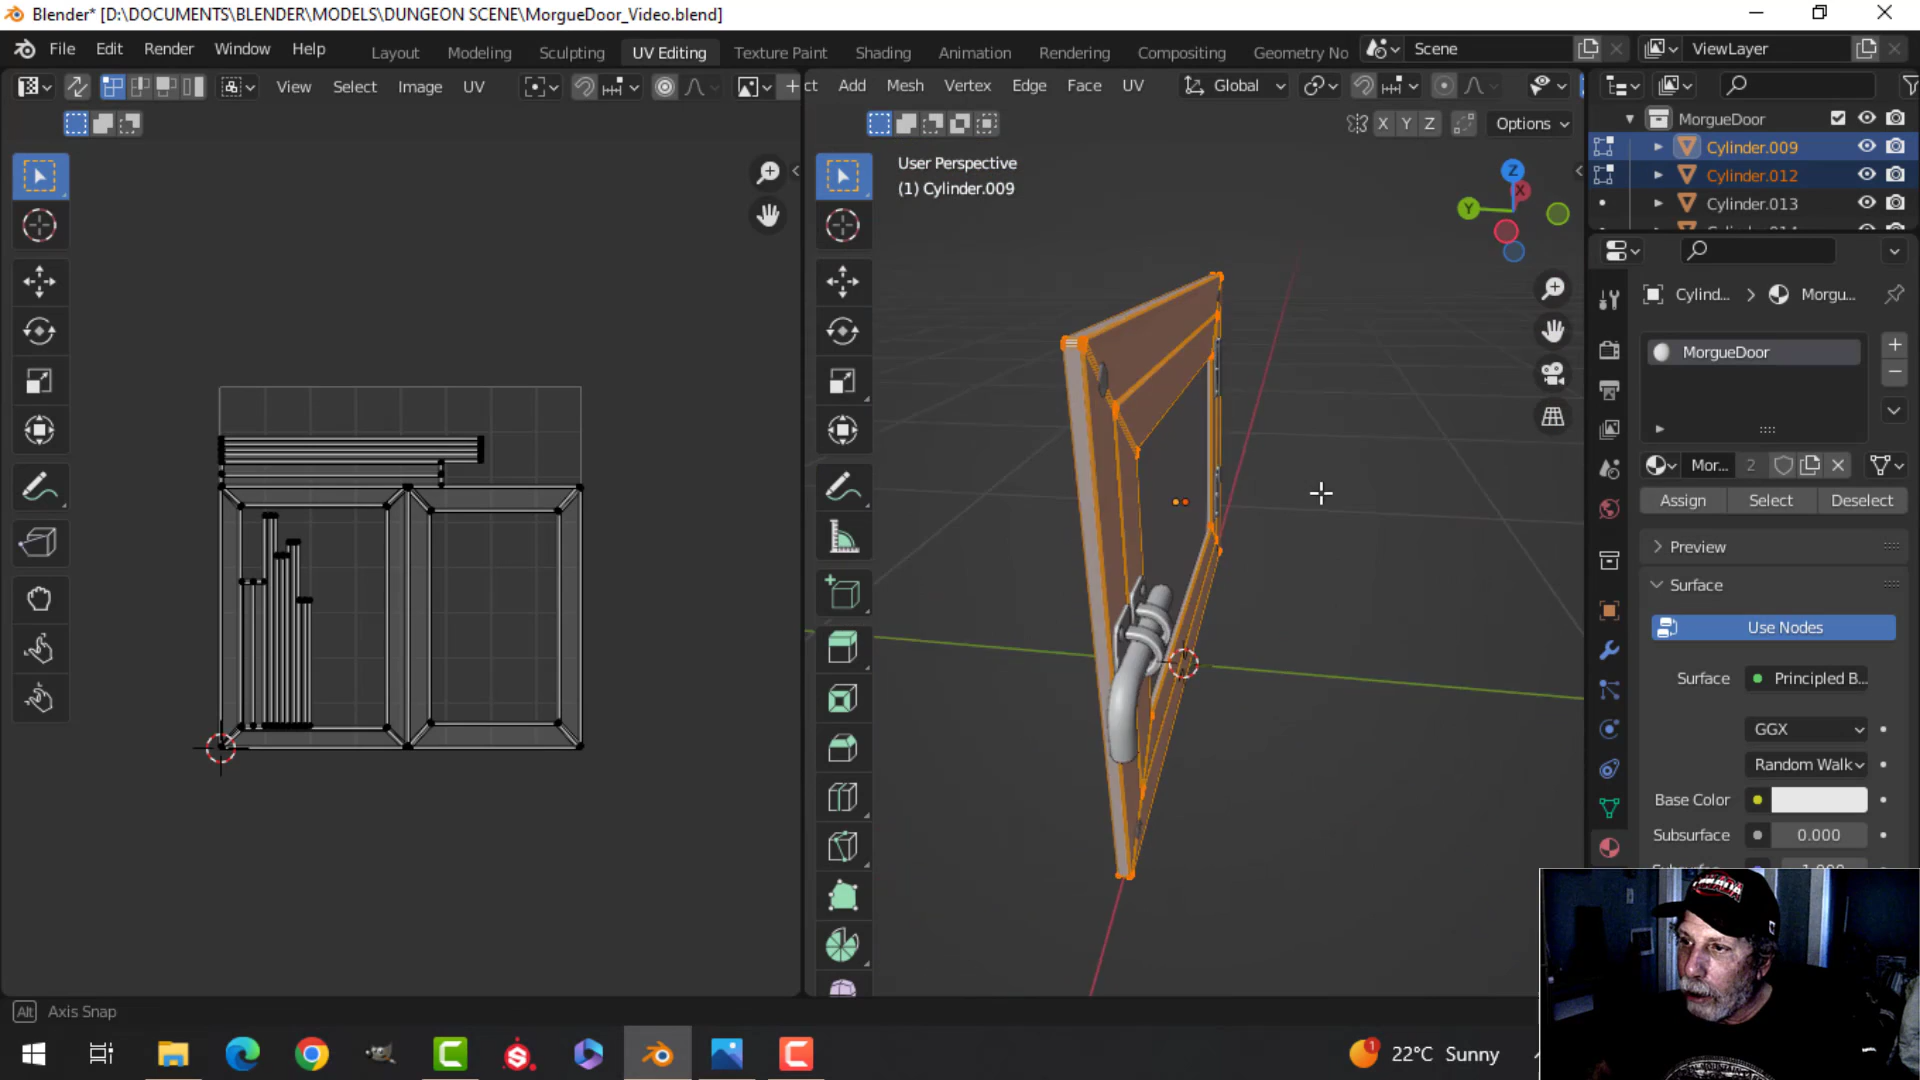 Blender* [D:\DOCUMENTS\BLENDER\MODELS\DUNGEON SCENE\MorgueDoor_Video.blend]
File Edit Render Window Help Layout Modeling Sculpting UV Editing Texture Paint Shading Animation Rendering Compositing Geometry No Scene ViewLayer
View Select Image UV ct Add Mesh Vertex Edge Face UV Global
X Y Z Options
MorgueDoor
Cylinder.009
Cylinder.012
Cylinder.013
User Perspective
(1) Cylinder.009
Z
X
Y
Cylind... Morgu...
MorgueDoor
Mor... 2
Assign Select Deselect
Preview
Surface
Use Nodes
Surface Principled B...
GGX
Random Walk
Base Color
Subsurface 0.000
Alt Axis Snap
1 22°C Sunny